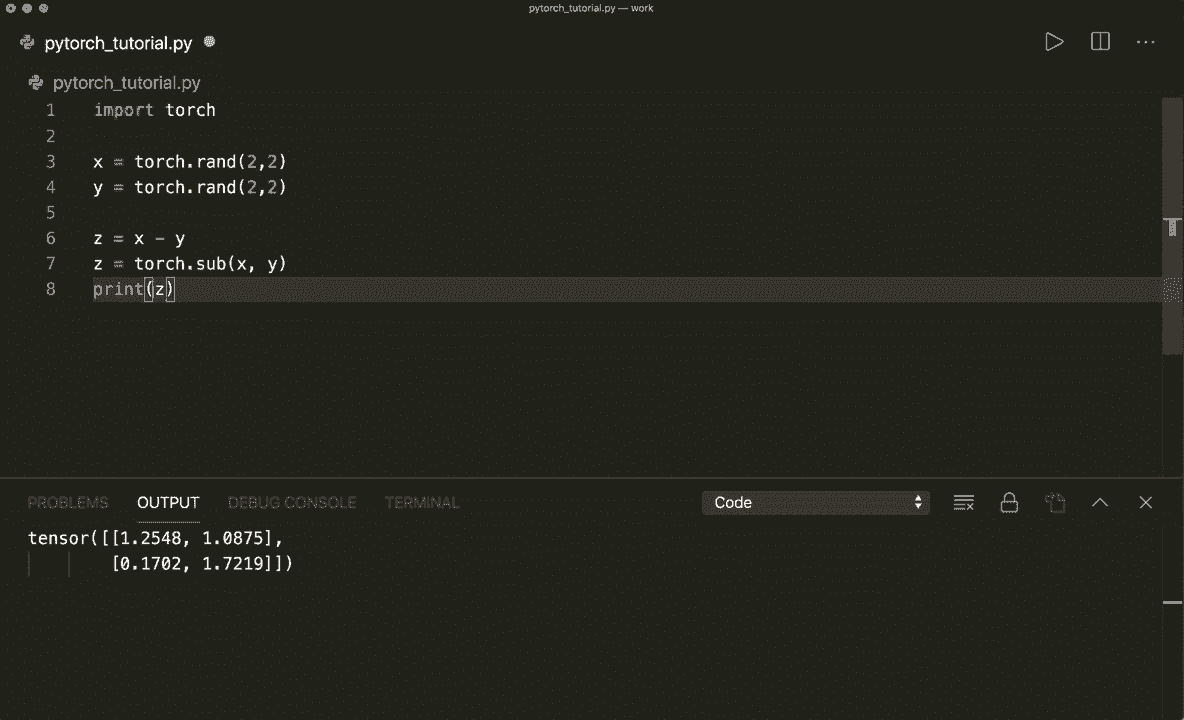 pytorch_tutorial.py — work
pytorch_tutorial.py
pytorch_tutorial.py
1 import torch
2
3 x = torch.rand(2,2)
4 y = torch.rand(2,2)
5
6 z = x - y
7 z = torch.sub(x, y)
8 print(z)
PROBLEMS OUTPUT DEBUG CONSOLE TERMINAL Code
tensor([[1.2548, 1.0875],
[0.1702, 1.7219]])